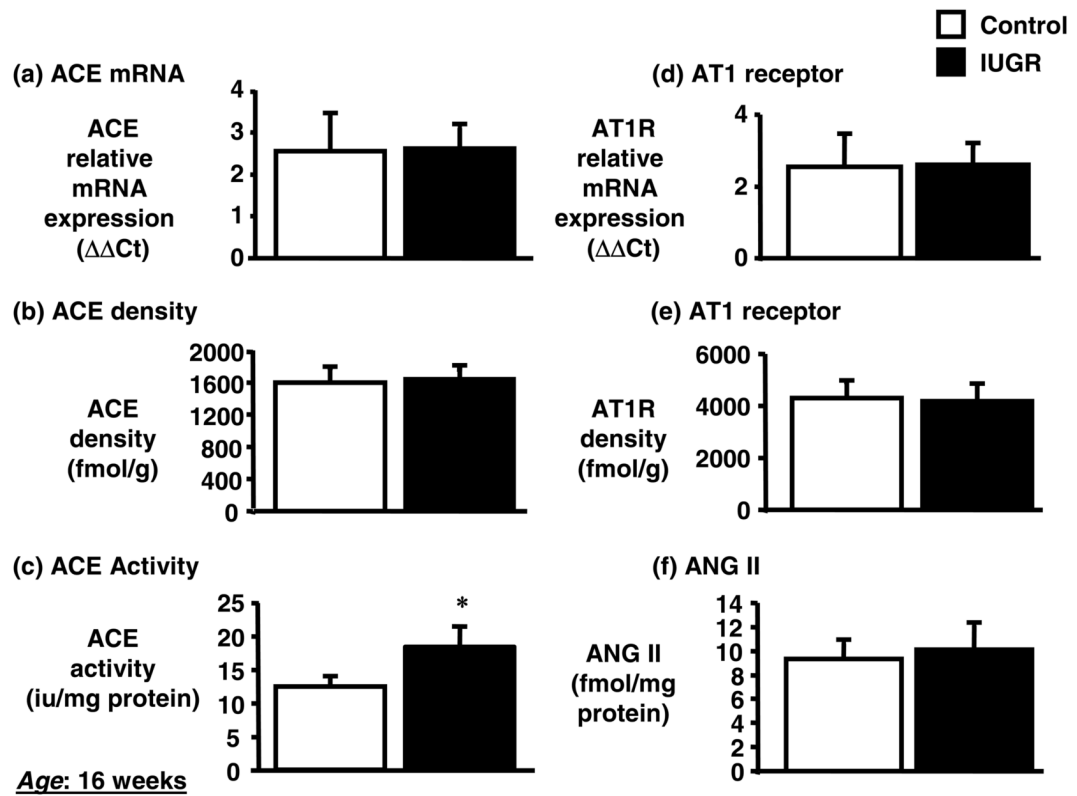 Control
IUGR
(a) ACE mRNA
ACE
relative
mRNA
expression
(ΔΔCt)
4
3
2
1
0
(d) AT1 receptor
AT1R
relative
mRNA
expression
(ΔΔCt)
4
2
0
(b) ACE density
ACE
density
(fmol/g)
2000
1600
1200
800
400
0
(e) AT1 receptor
AT1R
density
(fmol/g)
6000
4000
2000
0
(c) ACE Activity
ACE
activity
(iu/mg protein)
25
20
15
10
5
0
*
(f) ANG II
ANG II
(fmol/mg
protein)
14
12
10
8
6
4
2
0
Age: 16 weeks